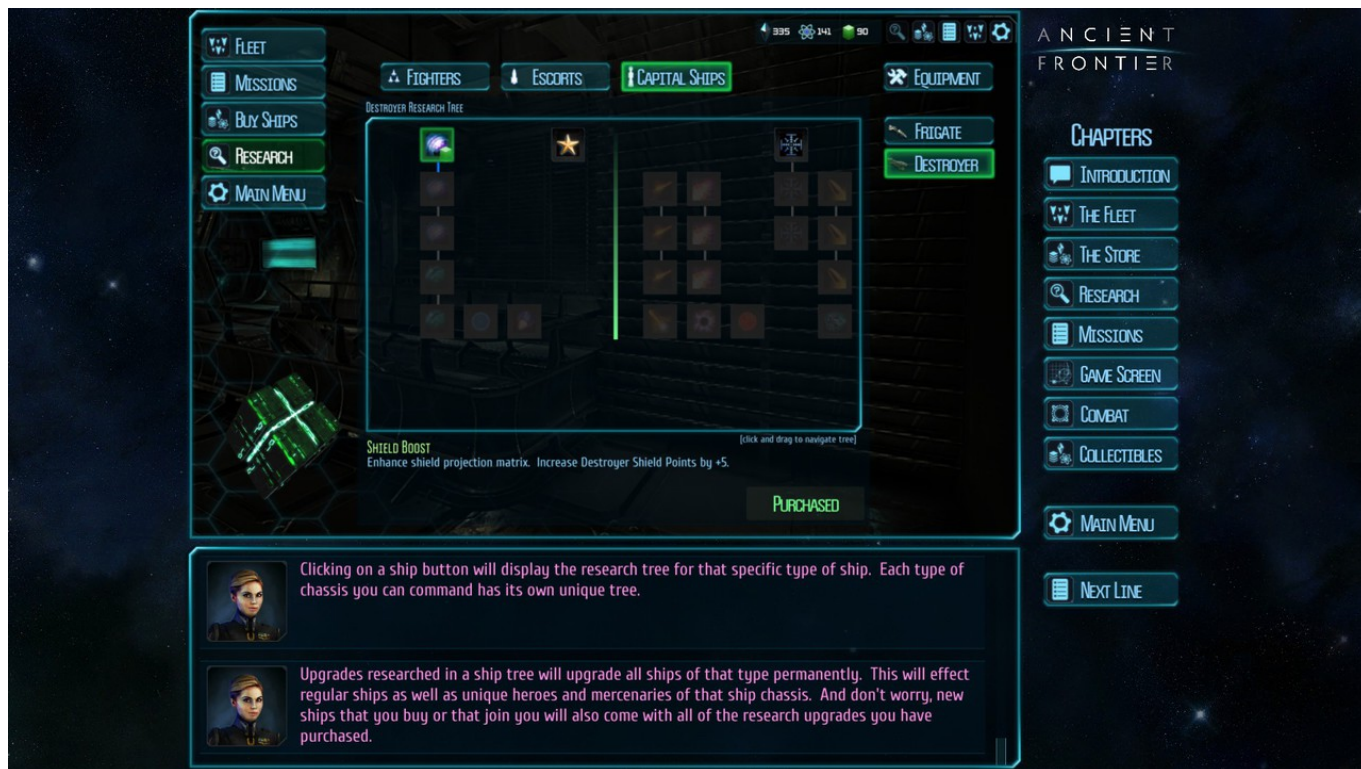 FLEET
MISSIONS
BUY SHIPS
RESEARCH
MAIN MENU
335 141 90
FIGHTERS
ESCORTS
CAPITAL SHIPS
EQUIPMENT
DESTROYER RESEARCH TREE
FRIGATE
DESTROYER
[click and drag to navigate tree]
SHIELD BOOST
Enhance shield projection matrix.  Increase Destroyer Shield Points by +5.
PURCHASED
Clicking on a ship button will display the research tree for that specific type of ship.  Each type of
chassis you can command has its own unique tree.
Upgrades researched in a ship tree will upgrade all ships of that type permanently.  This will effect
regular ships as well as unique heroes and mercenaries of that ship chassis.  And don't worry, new
ships that you buy or that join you will also come with all of the research upgrades you have
purchased.
ANCIENT
FRONTIER
CHAPTERS
INTRODUCTION
THE FLEET
THE STORE
RESEARCH
MISSIONS
GAME SCREEN
COMBAT
COLLECTIBLES
MAIN MENU
NEXT LINE